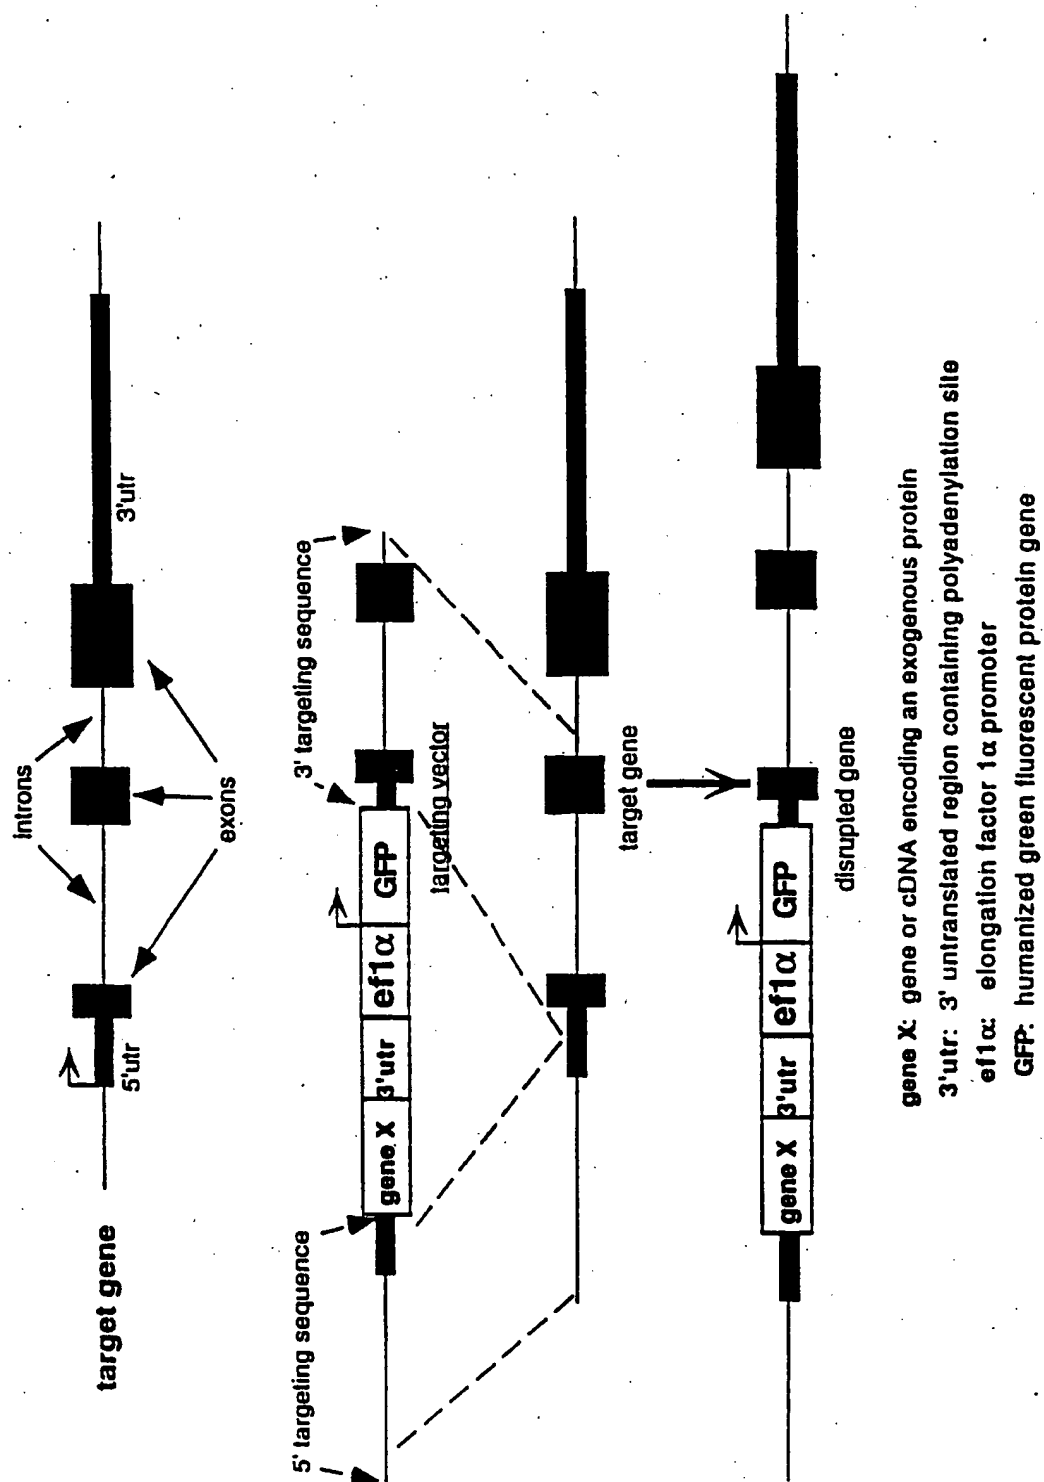 target gene
5'utr
introns
exons
3'utr
5' targeting sequence
3' targeting sequence
gene X
3'utr
ef1α
GFP
targeting vector
target gene
gene X
3'utr
ef1α
GFP
disrupted gene
gene X: gene or cDNA encoding an exogenous protein
3'utr: 3' untranslated region containing polyadenylation site
ef1α: elongation factor 1α promoter
GFP: humanized green fluorescent protein gene